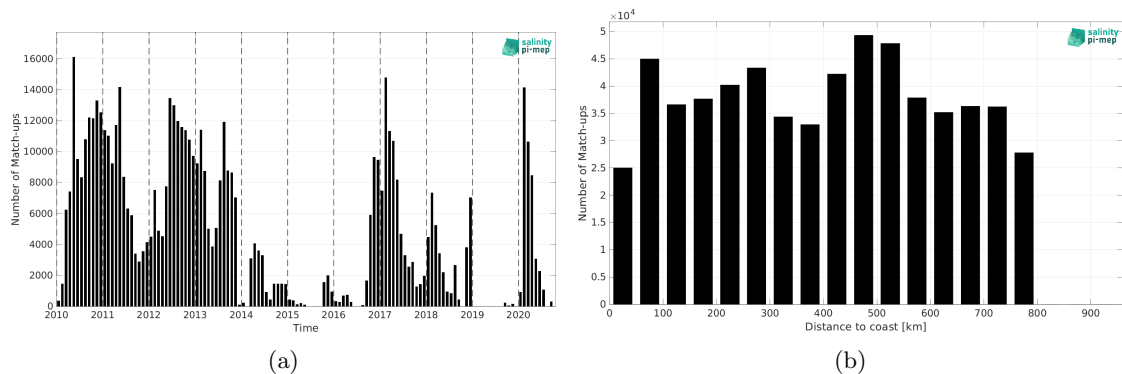 salinity
pi-mep
16000
14000
12000
10000
8000
6000
4000
2000
0
Number of Match-ups
2010 2011 2012 2013 2014 2015 2016 2017 2018 2019 2020
Time
(a)
×10⁴
salinity
pi-mep
5
4.5
4
3.5
3
2.5
2
1.5
1
0.5
0
Number of Match-ups
0 100 200 300 400 500 600 700 800 900
Distance to coast [km]
(b)